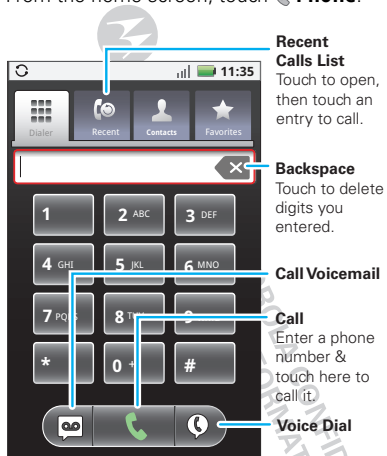 From the home screen, touch Phone.
Recent
Calls List
Touch to open,
then touch an
entry to call.
11:35
Dialer
Recent
Contacts
Favorites
Backspace
Touch to delete
digits you
entered.
1
2 ABC
3 DEF
4 GHI
5 JKL
6 MNO
Call Voicemail
7
8
Call
Enter a phone
number &
touch here to
call it.
*
0 +
#
Voice Dial